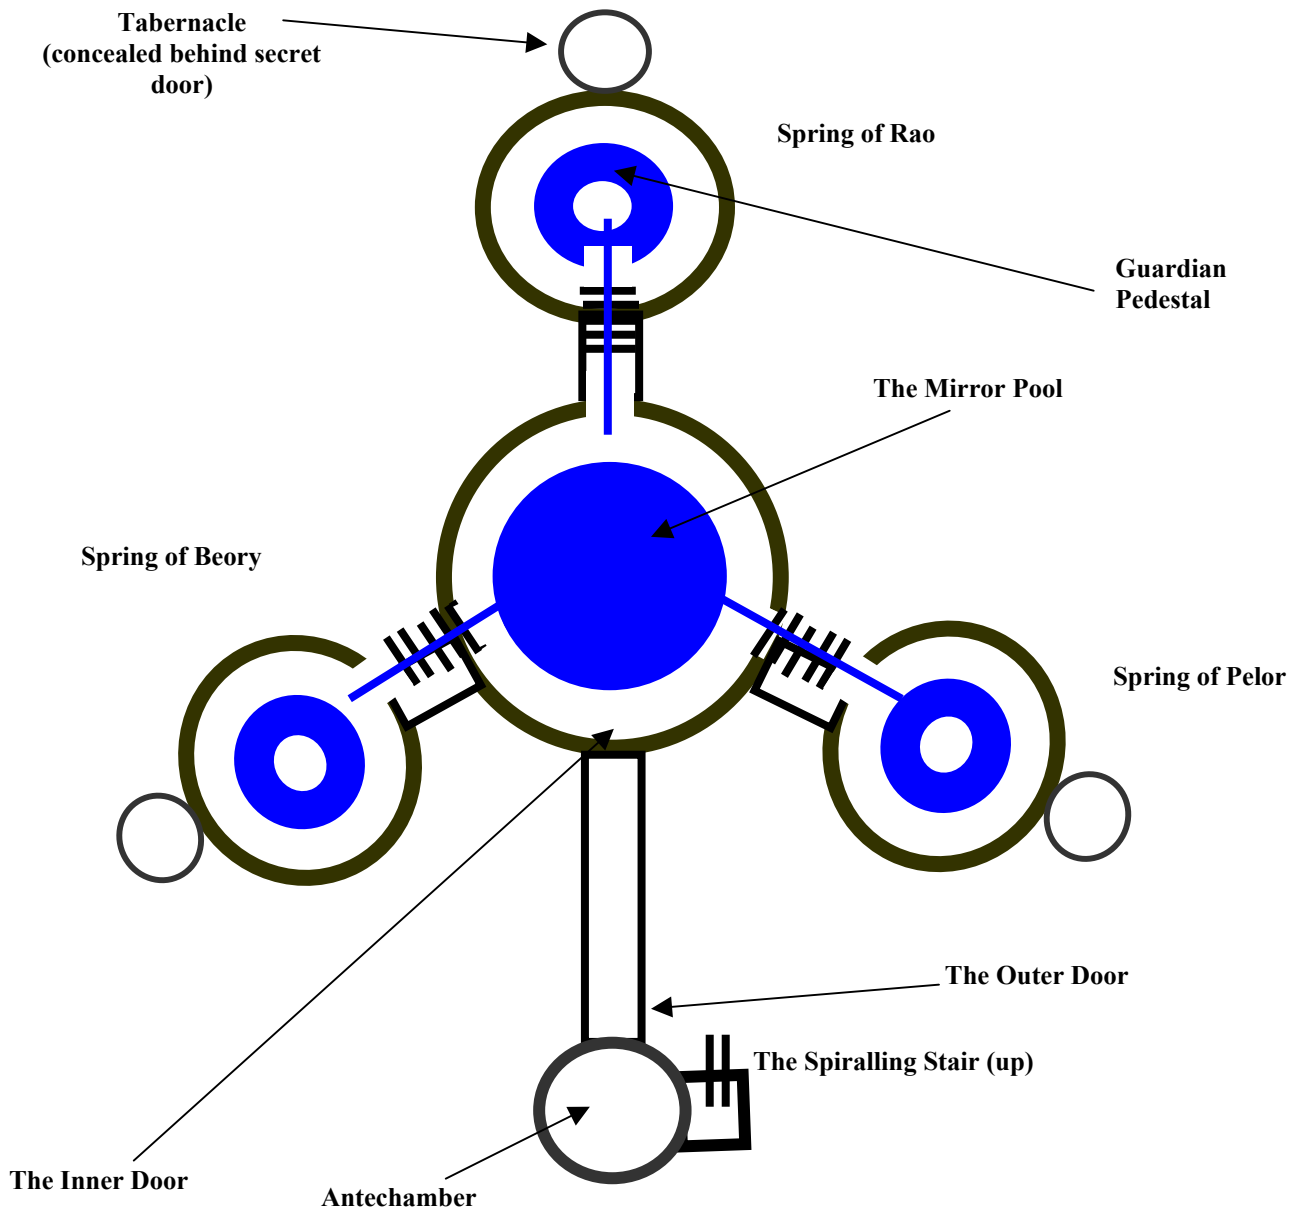 Tabernacle
(concealed behind secret
door)
Spring of Rao
Guardian
Pedestal
The Mirror Pool
Spring of Beory
Spring of Pelor
The Outer Door
The Spiralling Stair (up)
The Inner Door
Antechamber